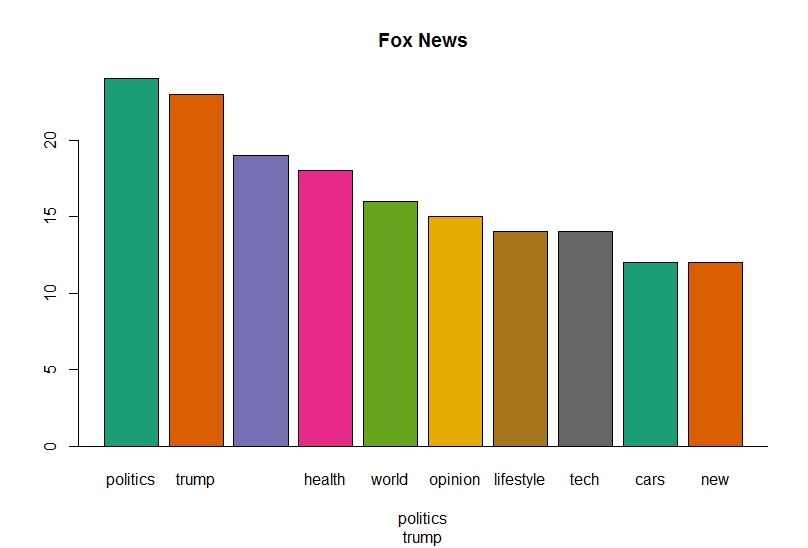 Fox News
20
15
10
5
0
politics trump health world opinion lifestyle tech cars new
politics
trump